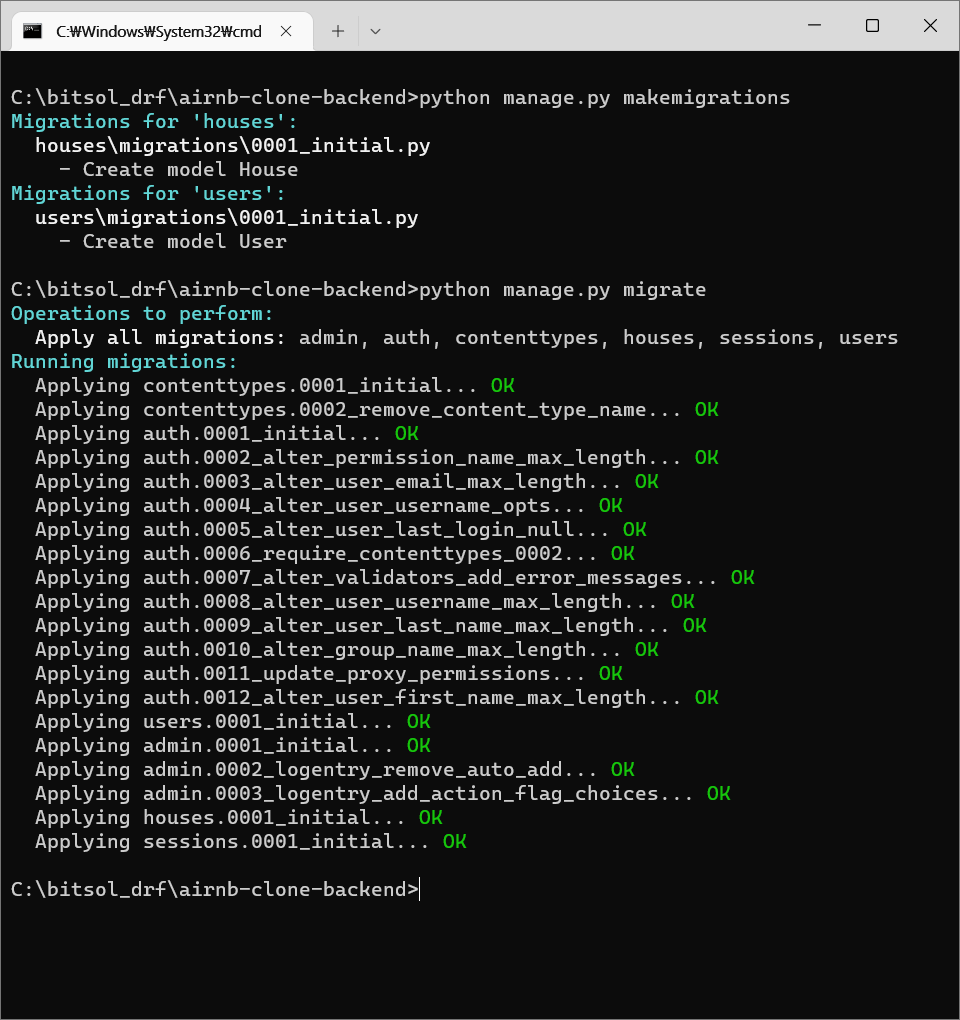 C:₩Windows₩System32₩cmd
C:\bitsol_drf\airnb-clone-backend>python manage.py makemigrations
Migrations for 'houses':
  houses\migrations\0001_initial.py
    - Create model House
Migrations for 'users':
  users\migrations\0001_initial.py
    - Create model User
C:\bitsol_drf\airnb-clone-backend>python manage.py migrate
Operations to perform:
  Apply all migrations: admin, auth, contenttypes, houses, sessions, users
Running migrations:
  Applying contenttypes.0001_initial... OK
  Applying contenttypes.0002_remove_content_type_name... OK
  Applying auth.0001_initial... OK
  Applying auth.0002_alter_permission_name_max_length... OK
  Applying auth.0003_alter_user_email_max_length... OK
  Applying auth.0004_alter_user_username_opts... OK
  Applying auth.0005_alter_user_last_login_null... OK
  Applying auth.0006_require_contenttypes_0002... OK
  Applying auth.0007_alter_validators_add_error_messages... OK
  Applying auth.0008_alter_user_username_max_length... OK
  Applying auth.0009_alter_user_last_name_max_length... OK
  Applying auth.0010_alter_group_name_max_length... OK
  Applying auth.0011_update_proxy_permissions... OK
  Applying auth.0012_alter_user_first_name_max_length... OK
  Applying users.0001_initial... OK
  Applying admin.0001_initial... OK
  Applying admin.0002_logentry_remove_auto_add... OK
  Applying admin.0003_logentry_add_action_flag_choices... OK
  Applying houses.0001_initial... OK
  Applying sessions.0001_initial... OK
C:\bitsol_drf\airnb-clone-backend>